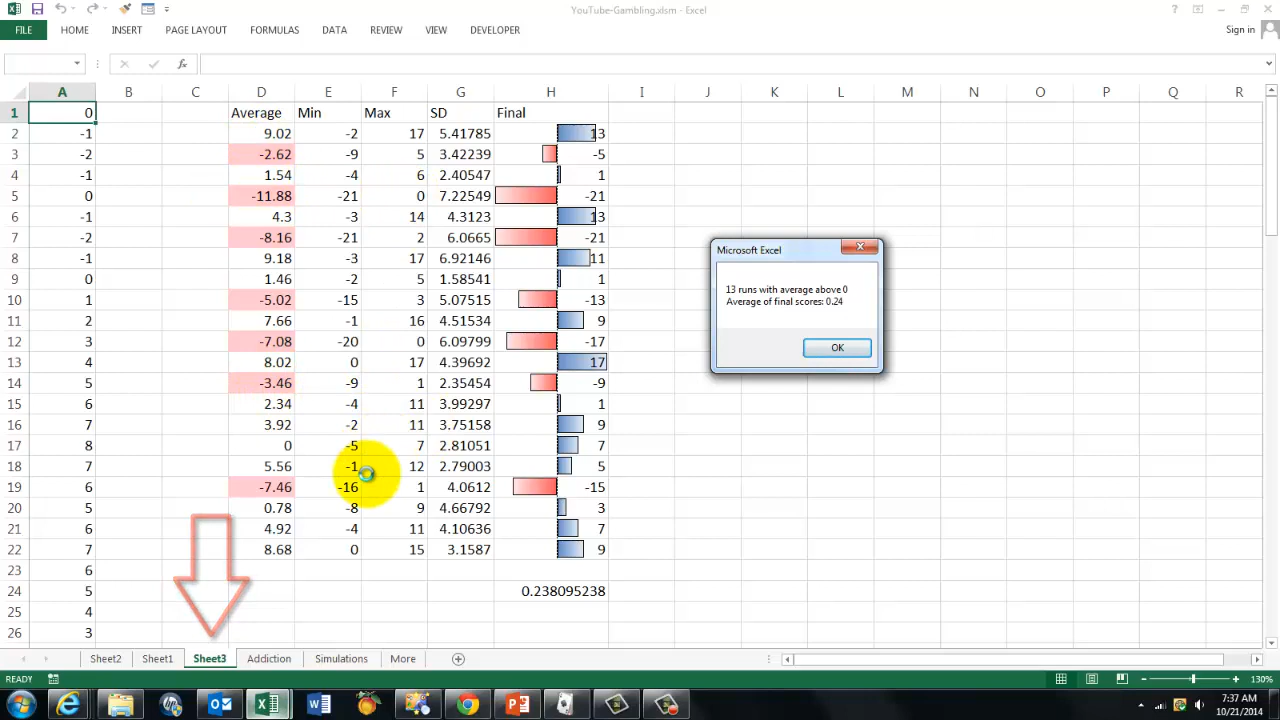 YouTube-Gambling.xlsm - Excel
FILE HOME INSERT PAGE LAYOUT FORMULAS DATA REVIEW VIEW DEVELOPER Sign in
fx
A B C D E F G H I J K L M N O P Q R
1 0 Average Min Max SD Final
2 -1 9.02 -2 17 5.41785 13
3 -2 -2.62 -9 5 3.42239 -5
4 -1 1.54 -4 6 2.40547 1
5 0 -11.88 -21 0 7.22549 -21
6 -1 4.3 -3 14 4.3123 13
7 -2 -8.16 -21 2 6.0665 -21
8 -1 9.18 -3 17 6.92146 11
9 0 1.46 -2 5 1.58541 1
10 1 -5.02 -15 3 5.07515 -13
11 2 7.66 -1 16 4.51534 9
12 3 -7.08 -20 0 6.09799 -17
13 4 8.02 0 17 4.39692 17
14 5 -3.46 -9 1 2.35454 -9
15 6 2.34 -4 11 3.99297 1
16 7 3.92 -2 11 3.75158 9
17 8 0 -5 7 2.81051 7
18 7 5.56 -1 12 2.79003 5
19 6 -7.46 -16 1 4.0612 -15
20 5 0.78 -8 9 4.66792 3
21 6 4.92 -4 11 4.10636 7
22 7 8.68 0 15 3.1587 9
23 6
24 5 0.238095238
25 4
26 3
Microsoft Excel
13 runs with average above 0
Average of final scores: 0.24
OK
Sheet2 Sheet1 Sheet3 Addiction Simulations More
READY 130%
7:37 AM
10/21/2014